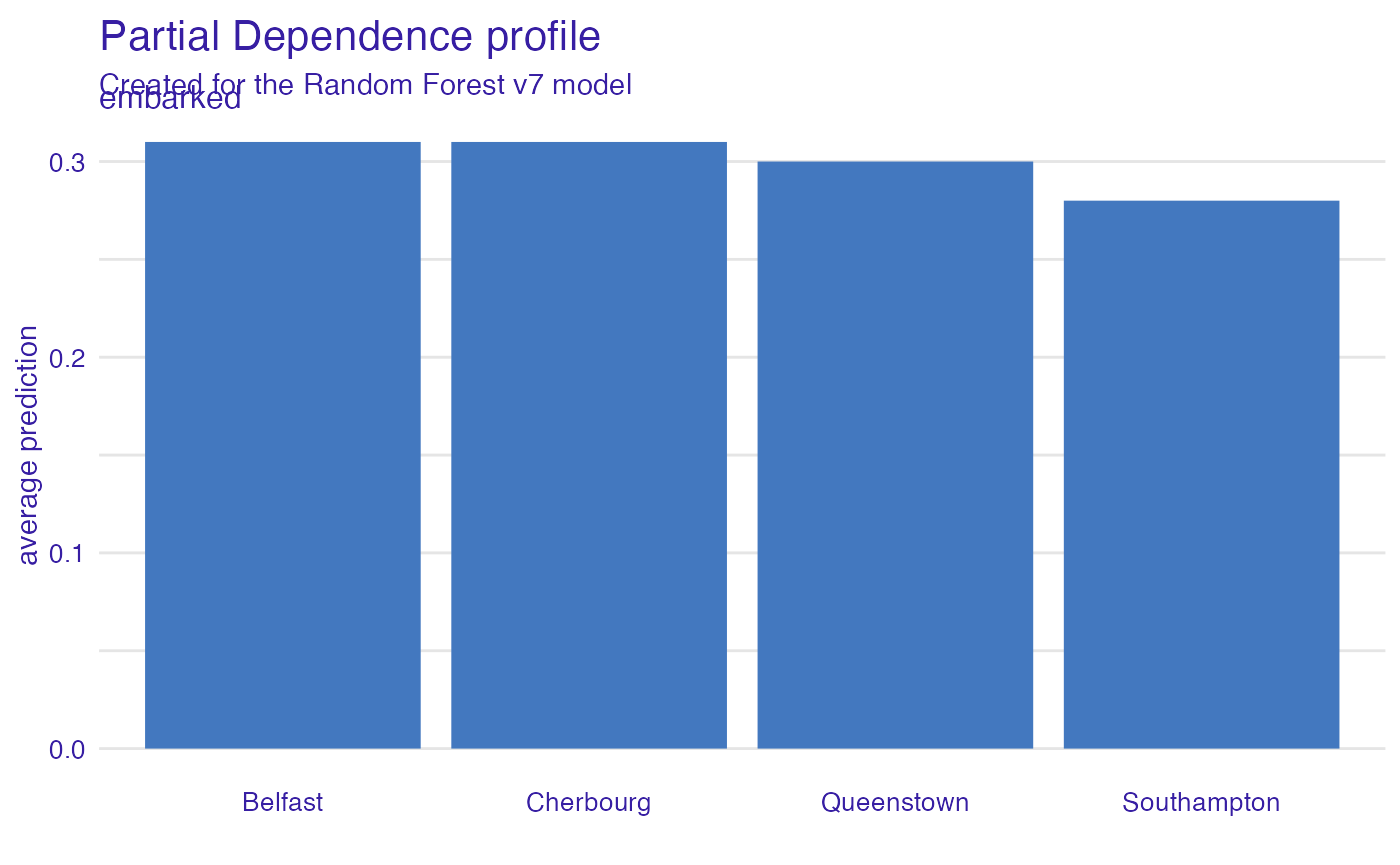 Partial Dependence profile
Created for the Random Forest v7 model
embarked
0.3
0.2
0.1
0.0
average prediction
Belfast
Cherbourg
Queenstown
Southampton